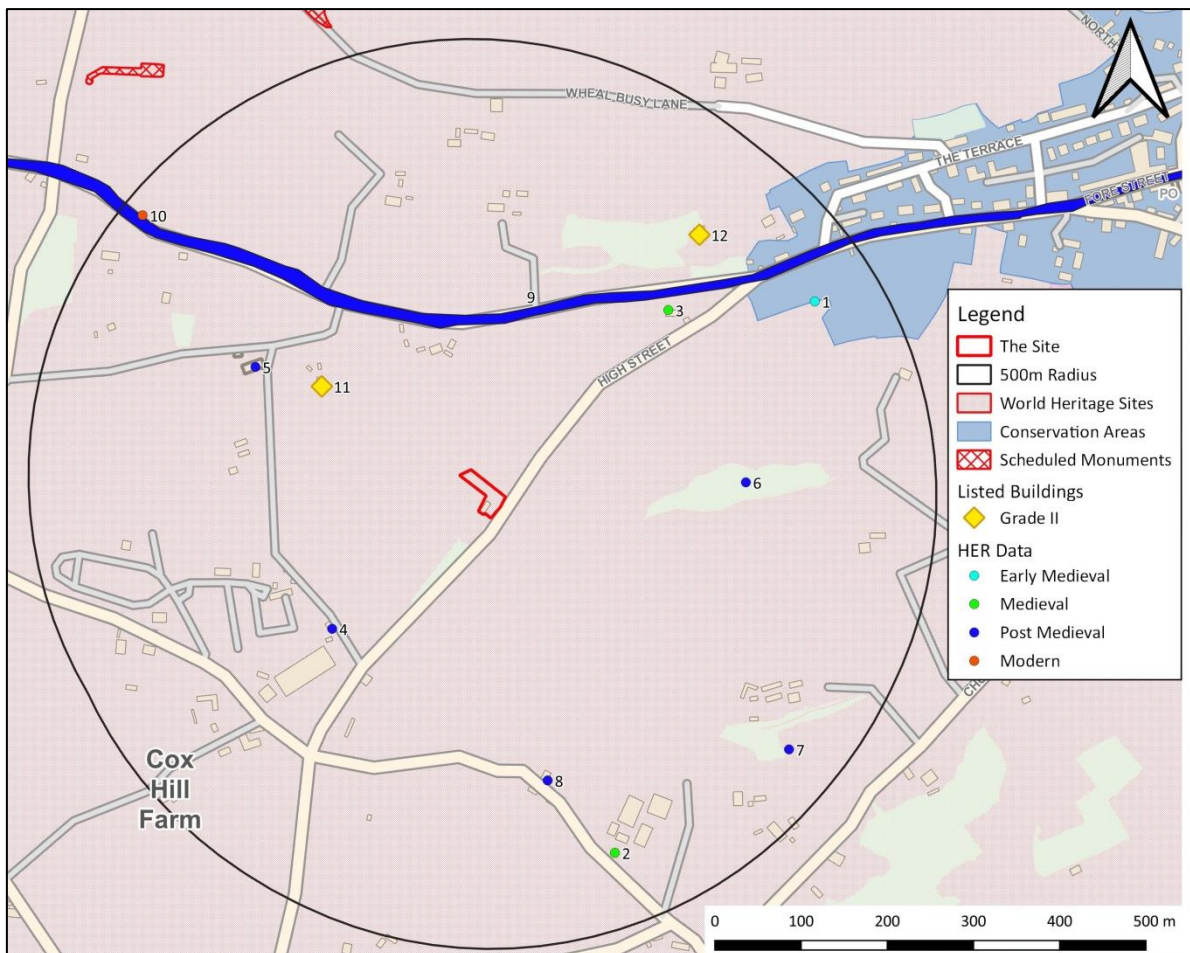 NORTH
WHEAL BUSY LANE
THE TERRACE
FORE STREET
PO
10
12
9
3
1
HIGH STREET
5
11
6
4
7
8
2
Cox
Hill
Farm
Legend
The Site
500m Radius
World Heritage Sites
Conservation Areas
Scheduled Monuments
Listed Buildings
Grade II
HER Data
Early Medieval
Medieval
Post Medieval
Modern
0 100 200 300 400 500 m